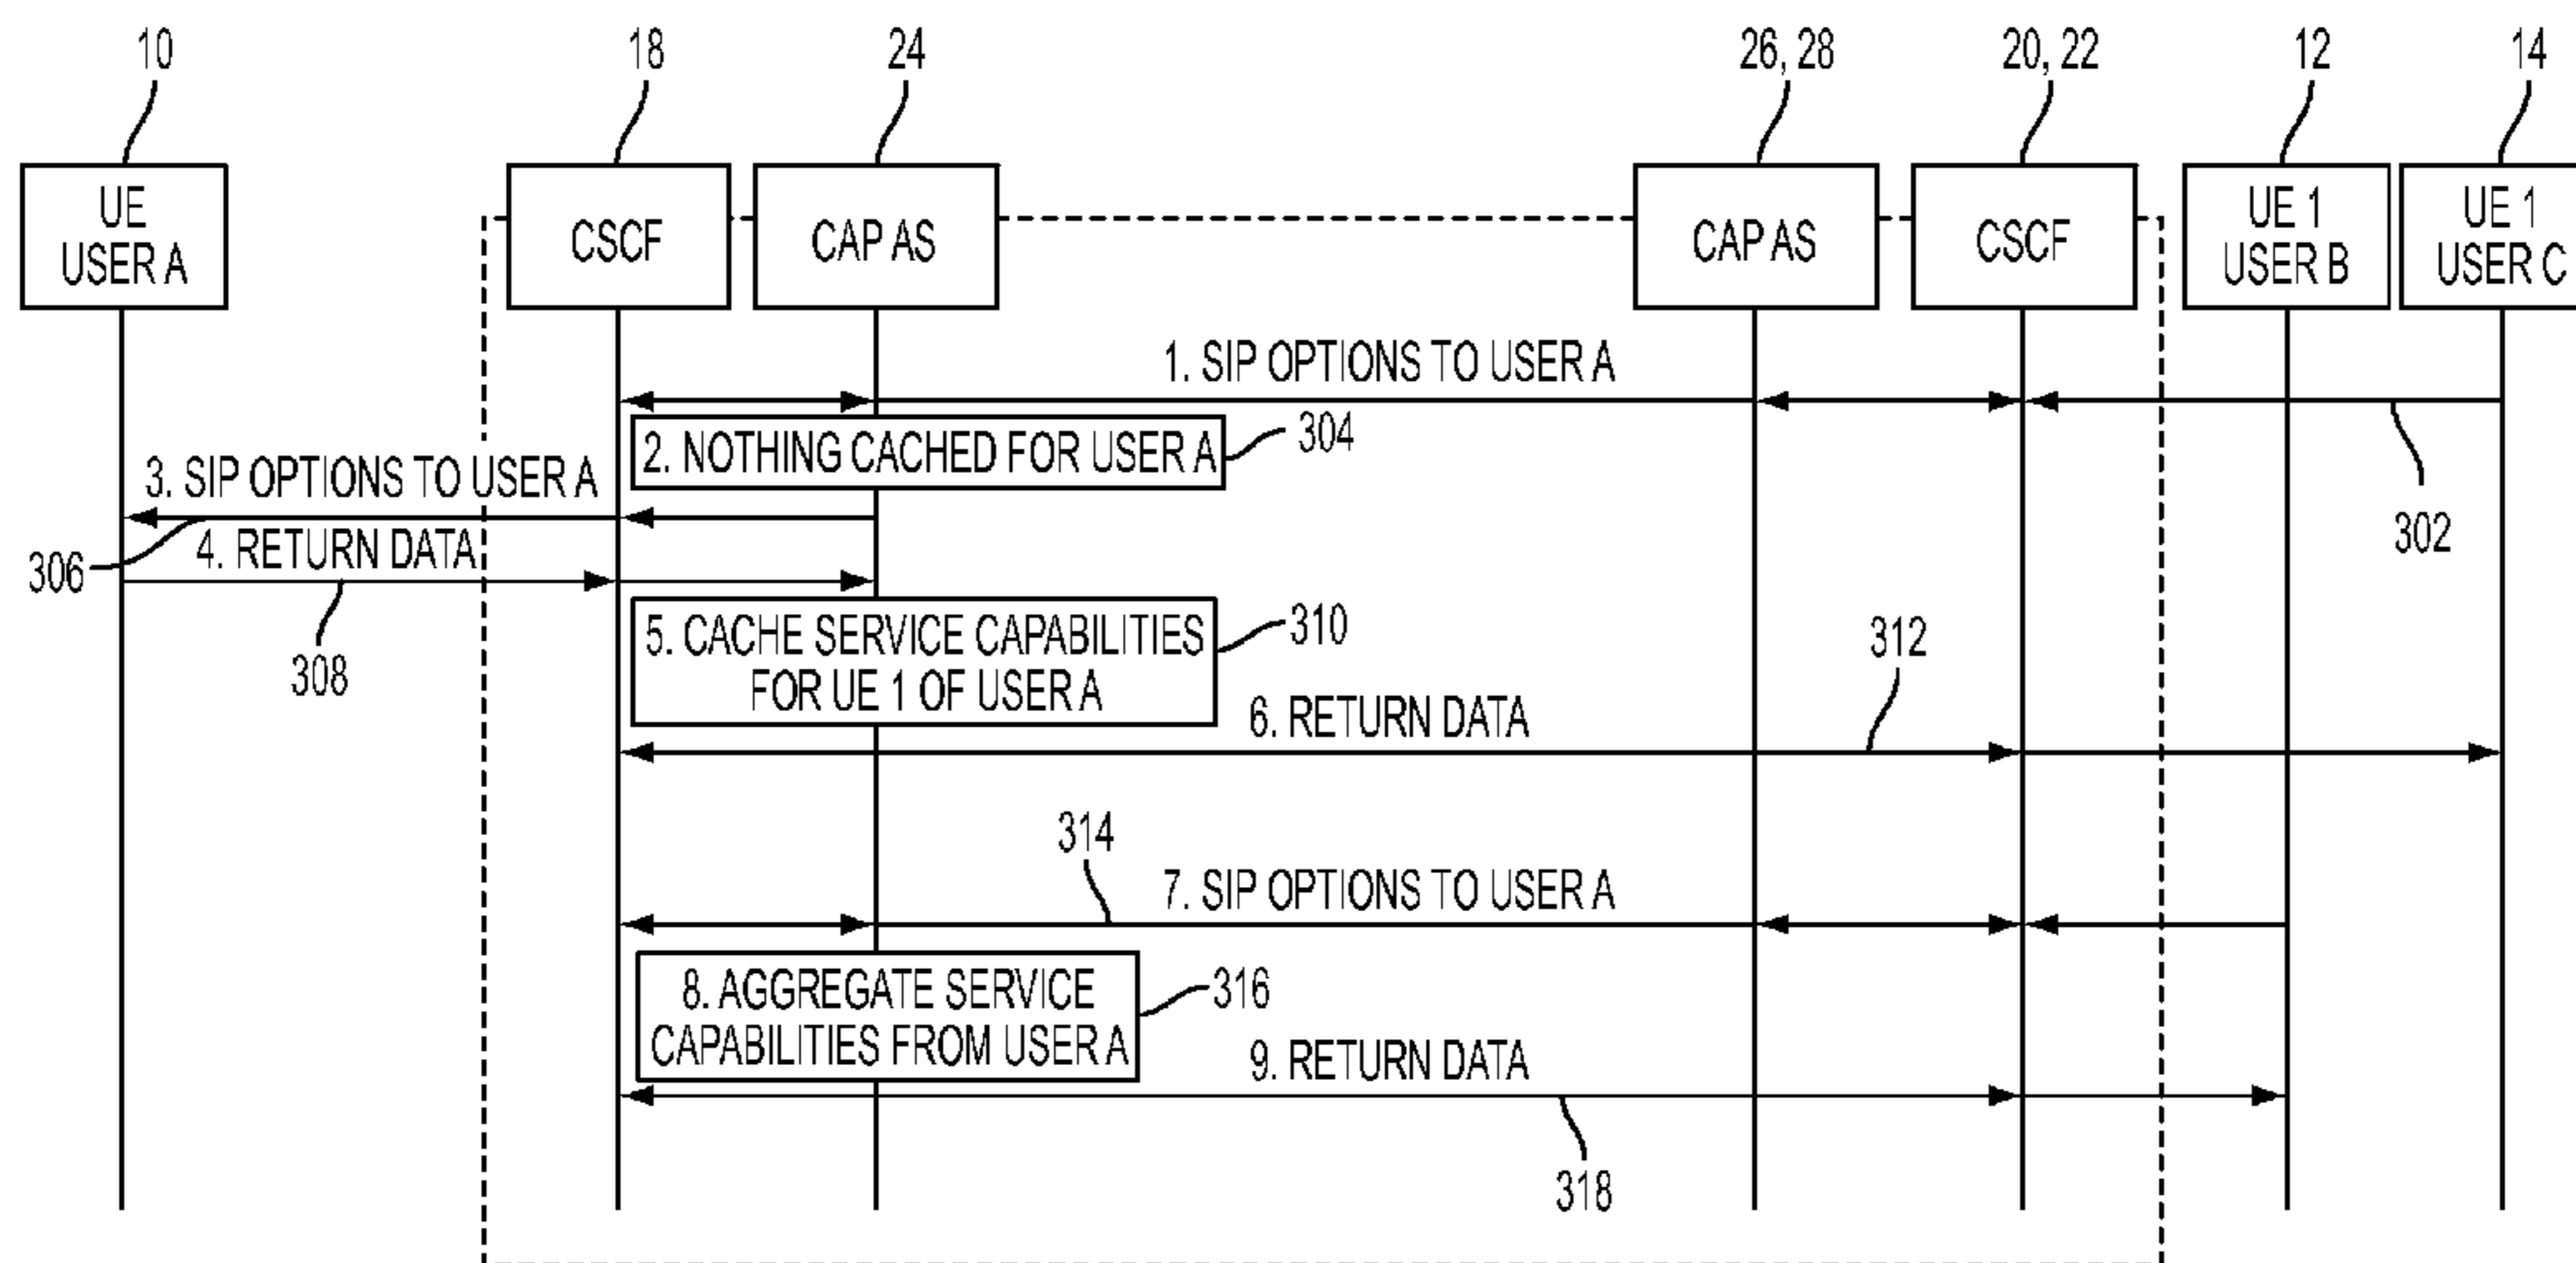 10
18
24
26, 28
20, 22
12
14
UE
USER A
CSCF
CAP AS
CAP AS
CSCF
UE 1
USER B
UE 1
USER C
1. SIP OPTIONS TO USER A
302
2. NOTHING CACHED FOR USER A
304
3. SIP OPTIONS TO USER A
306
4. RETURN DATA
308
5. CACHE SERVICE CAPABILITIES
FOR UE 1 OF USER A
310
6. RETURN DATA
312
314
7. SIP OPTIONS TO USER A
8. AGGREGATE SERVICE
CAPABILITIES FROM USER A
316
9. RETURN DATA
318